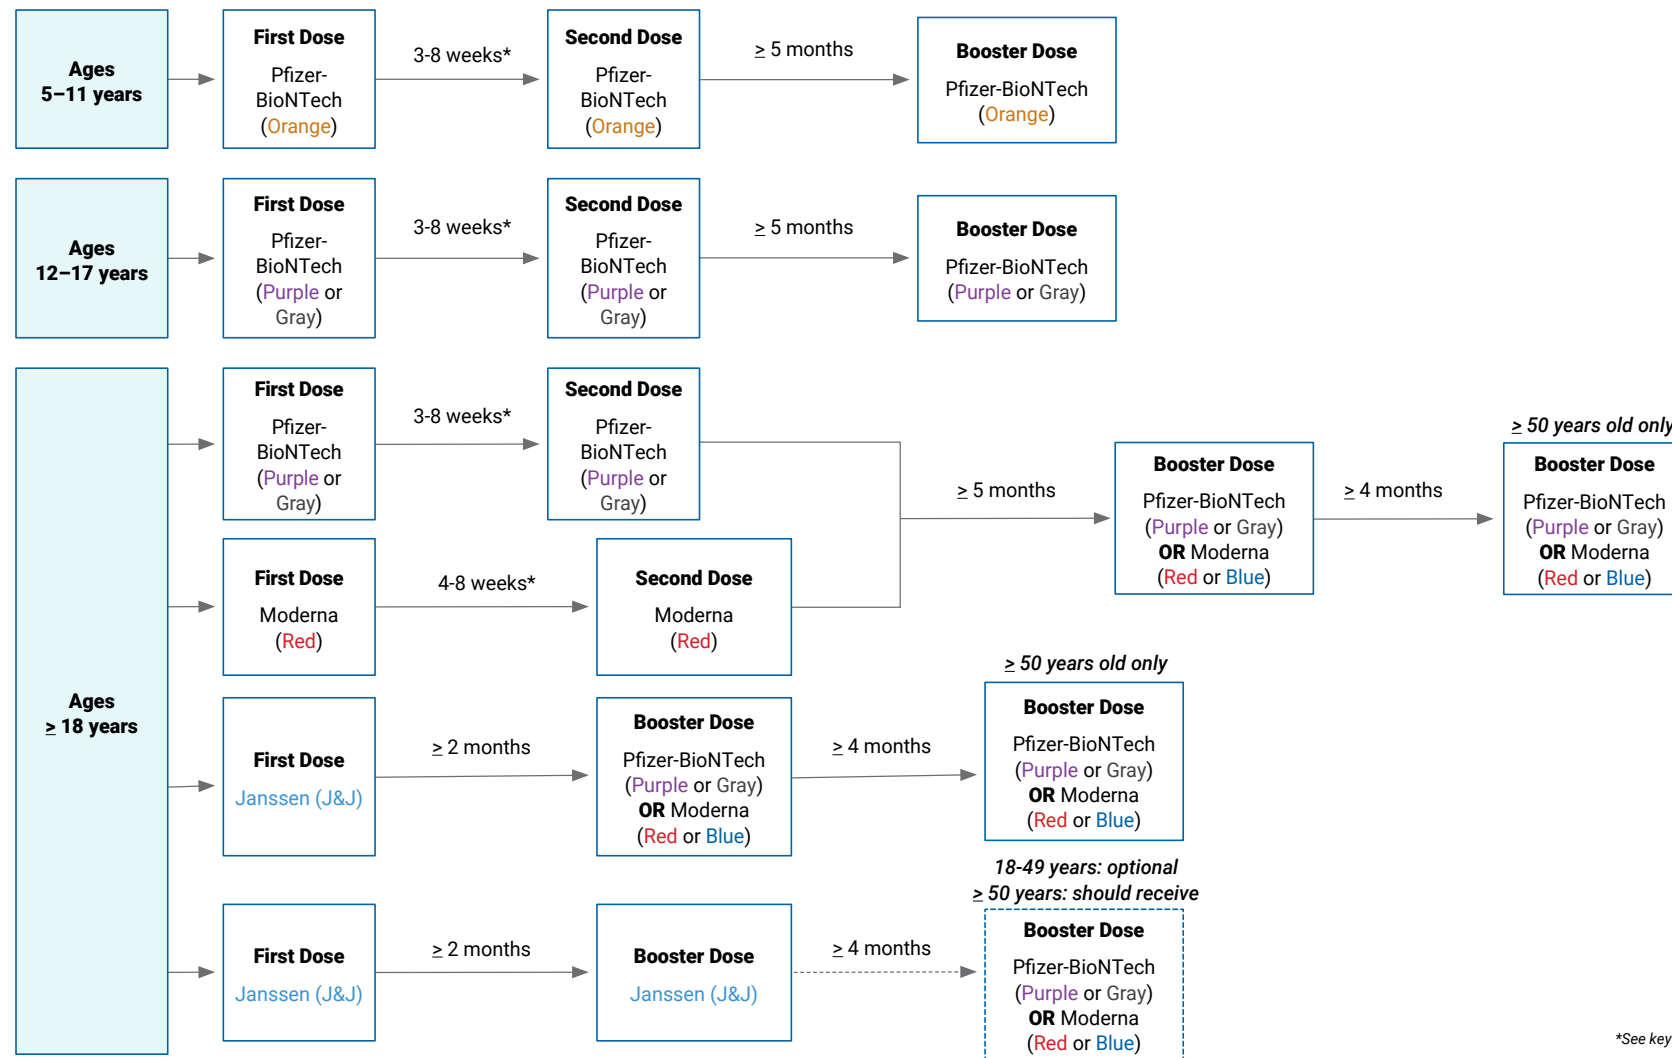 Ages
5–11 years
First Dose
Pfizer-
BioNTech
(Orange)
3-8 weeks*
Second Dose
Pfizer-
BioNTech
(Orange)
≥ 5 months
Booster Dose
Pfizer-BioNTech
(Orange)
Ages
12–17 years
First Dose
Pfizer-
BioNTech
(Purple or
Gray)
3-8 weeks*
Second Dose
Pfizer-
BioNTech
(Purple or
Gray)
≥ 5 months
Booster Dose
Pfizer-BioNTech
(Purple or Gray)
Ages
≥ 18 years
First Dose
Pfizer-
BioNTech
(Purple or
Gray)
3-8 weeks*
Second Dose
Pfizer-
BioNTech
(Purple or
Gray)
First Dose
Moderna
(Red)
4-8 weeks*
Second Dose
Moderna
(Red)
≥ 5 months
Booster Dose
Pfizer-BioNTech
(Purple or Gray)
OR Moderna
(Red or Blue)
≥ 4 months
≥ 50 years old only
Booster Dose
Pfizer-BioNTech
(Purple or Gray)
OR Moderna
(Red or Blue)
First Dose
Janssen (J&J)
≥ 2 months
Booster Dose
Pfizer-BioNTech
(Purple or Gray)
OR Moderna
(Red or Blue)
≥ 4 months
≥ 50 years old only
Booster Dose
Pfizer-BioNTech
(Purple or Gray)
OR Moderna
(Red or Blue)
First Dose
Janssen (J&J)
≥ 2 months
Booster Dose
Janssen (J&J)
≥ 4 months
18-49 years: optional
≥ 50 years: should receive
Booster Dose
Pfizer-BioNTech
(Purple or Gray)
OR Moderna
(Red or Blue)
*See key